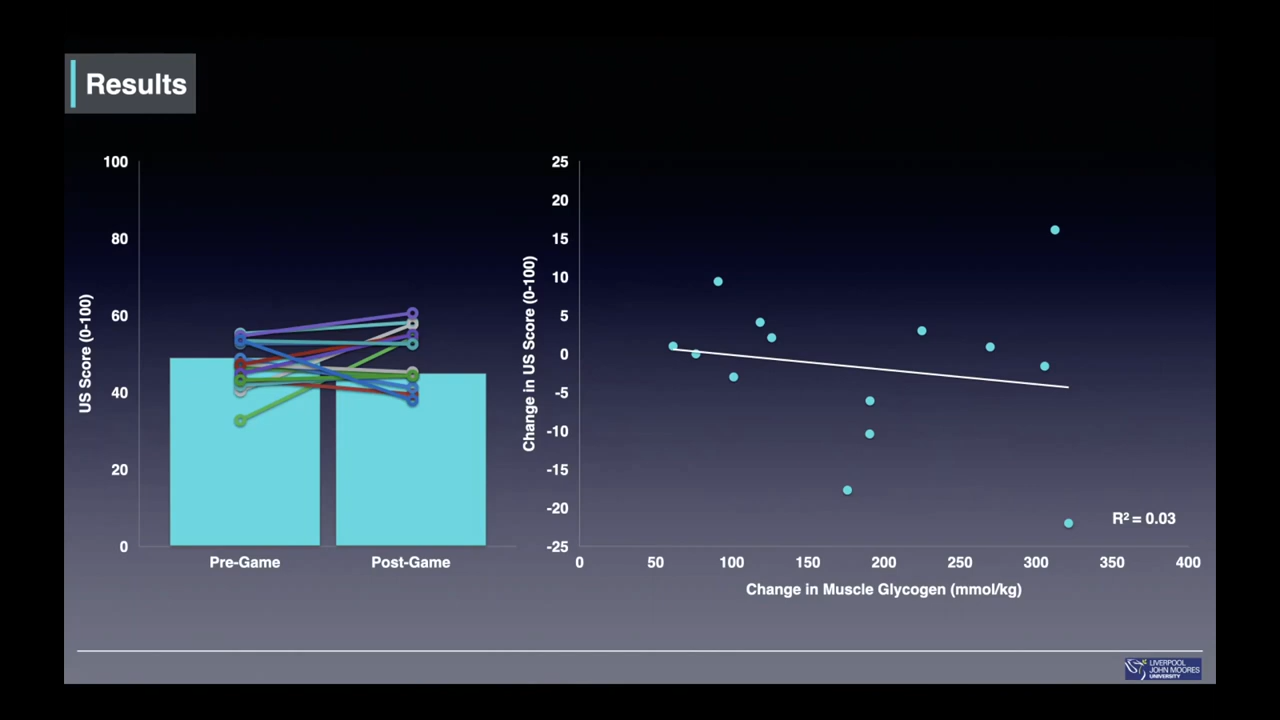 Results
100
80
60
40
20
0
US Score (0-100)
Pre-Game
Post-Game
25
20
15
10
5
0
-5
-10
-15
-20
-25
Change in US Score (0-100)
R² = 0.03
0
50
100
150
200
250
300
350
400
Change in Muscle Glycogen (mmol/kg)
LIVERPOOL
JOHN MOORES
UNIVERSITY